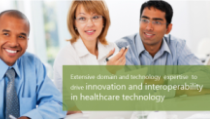 Extensive domain and technology expertise to
drive innovation and interoperability
in healthcare technology